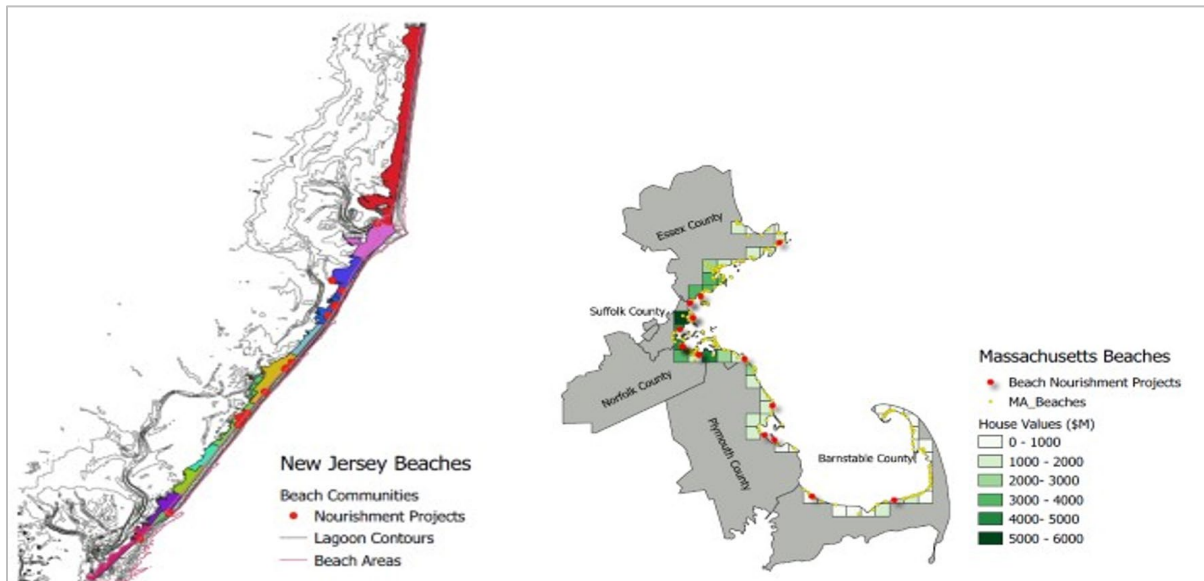 New Jersey Beaches
Beach Communities
Nourishment Projects
Lagoon Contours
Beach Areas
Essex County
Suffolk County
Norfolk County
Plymouth County
Barnstable County
Massachusetts Beaches
Beach Nourishment Projects
MA_Beaches
House Values ($M)
0 - 1000
1000 - 2000
2000- 3000
3000 - 4000
4000- 5000
5000 - 6000